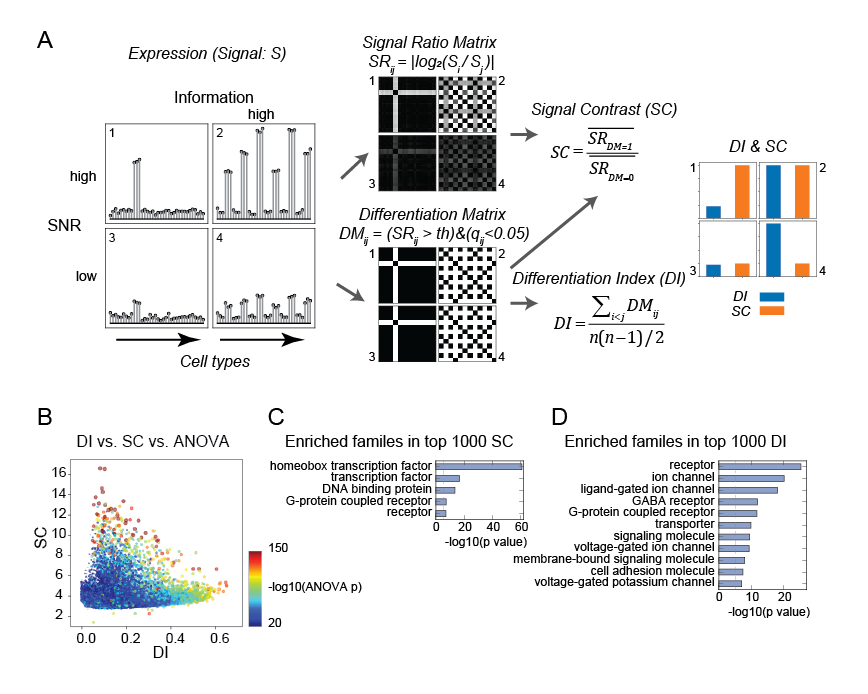 A
Expression (Signal: S)
Information
high
high
SNR
low
1
2
3
4
Cell types
Signal Ratio Matrix
SRij = |log₂(Si / Sj)|
1
2
3
4
Differentiation Matrix
DMij = (SRij > th)&(qij<0.05)
1
2
3
4
Signal Contrast (SC)
SC = SR DM=1 / SR DM=0
Differentiation Index (DI)
DI = ∑i<j DMij / n(n−1)/2
DI & SC
1
2
3
4
DI
SC
B
DI vs. SC vs. ANOVA
SC
16
14
12
10
8
6
4
2
0.0
0.2
0.4
0.6
DI
150
-log10(ANOVA p)
20
C
Enriched familes in top 1000 SC
homeobox transcription factor
transcription factor
DNA binding protein
G-protein coupled receptor
receptor
0
20
40
60
-log10(p value)
D
Enriched familes in top 1000 DI
receptor
ion channel
ligand-gated ion channel
GABA receptor
G-protein coupled receptor
transporter
signaling molecule
voltage-gated ion channel
membrane-bound signaling molecule
cell adhesion molecule
voltage-gated potassium channel
0
10
20
-log10(p value)